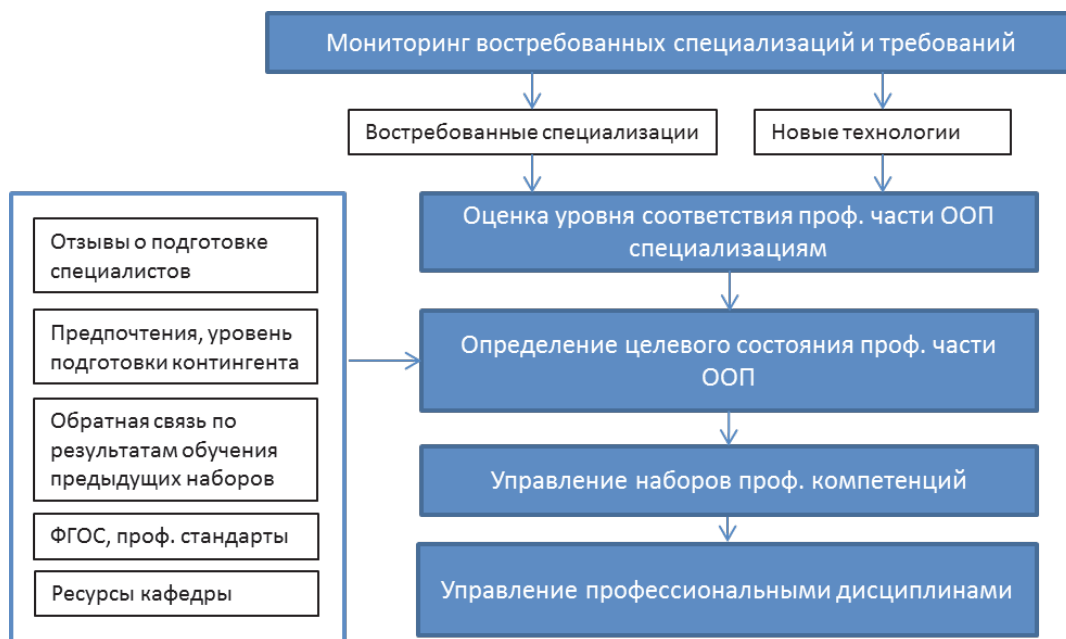 Мониторинг востребованных специализаций и требований
Востребованные специализации
Новые технологии
Оценка уровня соответствия проф. части ООП
специализациям
Отзывы о подготовке
специалистов
Предпочтения, уровень
подготовки контингента
Обратная связь по
результатам обучения
предыдущих наборов
ФГОС, проф. стандарты
Ресурсы кафедры
Определение целевого состояния проф. части
ООП
Управление наборов проф. компетенций
Управление профессиональными дисциплинами